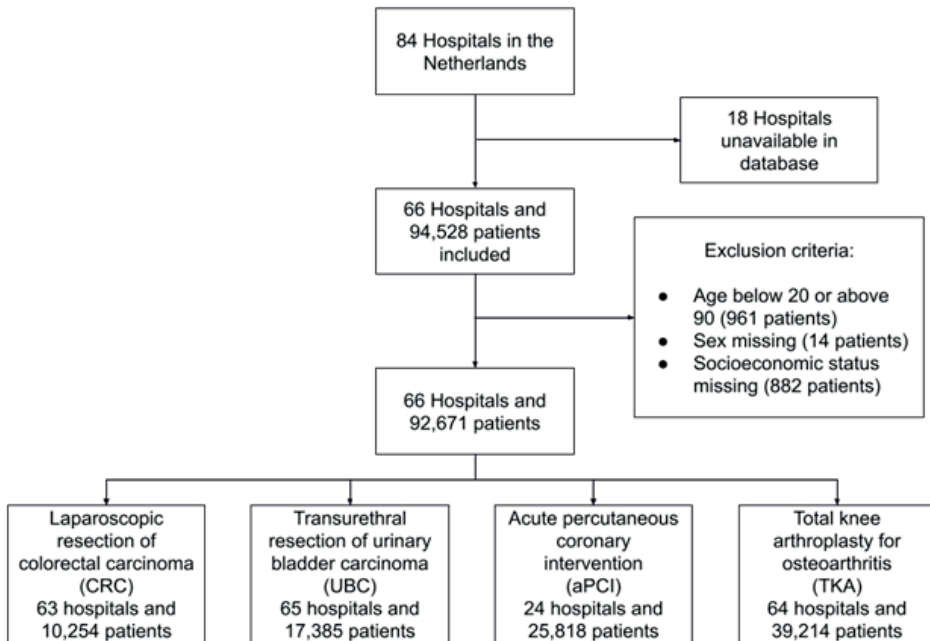 84 Hospitals in the
Netherlands
18 Hospitals
unavailable in
database
66 Hospitals and
94,528 patients
included
Exclusion criteria:
● Age below 20 or above
90 (961 patients)
● Sex missing (14 patients)
● Socioeconomic status
missing (882 patients)
66 Hospitals and
92,671 patients
Laparoscopic
resection of
colorectal carcinoma
(CRC)
63 hospitals and
10,254 patients
Transurethral
resection of urinary
bladder carcinoma
(UBC)
65 hospitals and
17,385 patients
Acute percutaneous
coronary
intervention
(aPCI)
24 hospitals and
25,818 patients
Total knee
arthroplasty for
osteoarthritis
(TKA)
64 hospitals and
39,214 patients